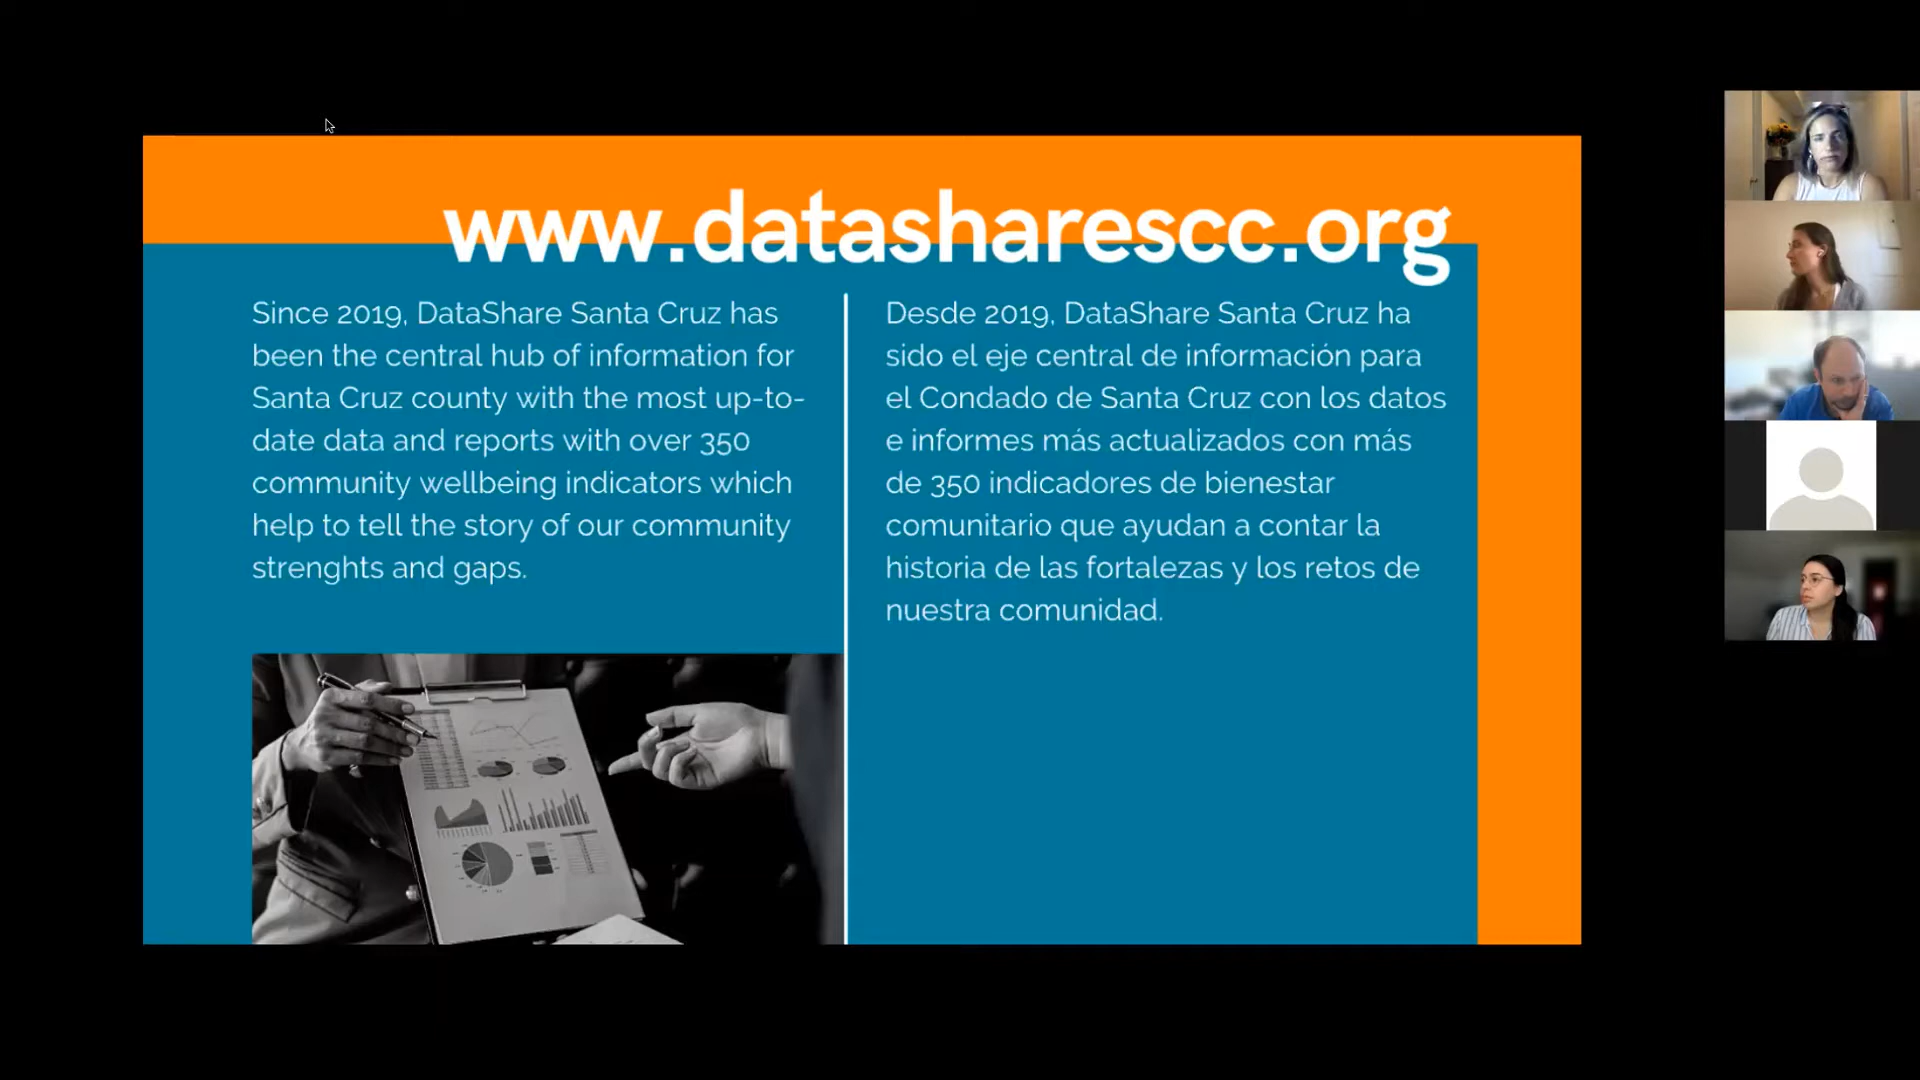 www.datasharescc.org
Since 2019, DataShare Santa Cruz has
been the central hub of information for
Santa Cruz county with the most up-to-
date data and reports with over 350
community wellbeing indicators which
help to tell the story of our community
strenghts and gaps.
Desde 2019, DataShare Santa Cruz ha
sido el eje central de información para
el Condado de Santa Cruz con los datos
e informes más actualizados con más
de 350 indicadores de bienestar
comunitario que ayudan a contar la
historia de las fortalezas y los retos de
nuestra comunidad.